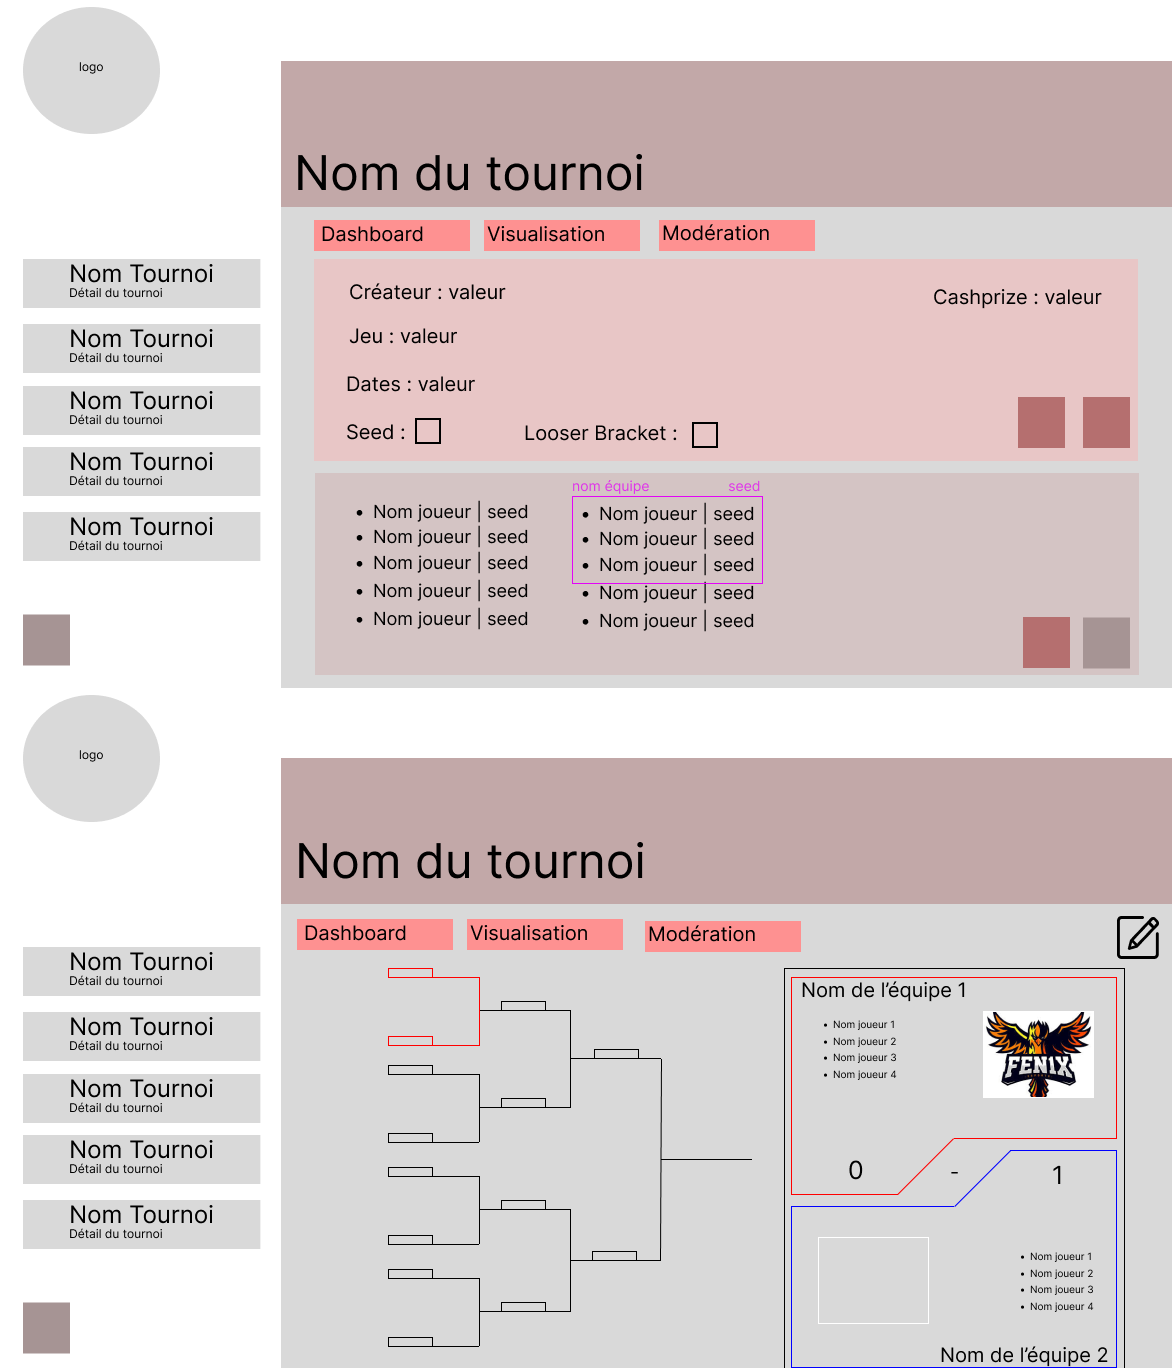 logo
Nom du tournoi
Dashboard
Visualisation
Modération
Nom Tournoi
Détail du tournoi
Nom Tournoi
Détail du tournoi
Nom Tournoi
Détail du tournoi
Nom Tournoi
Détail du tournoi
Nom Tournoi
Détail du tournoi
Créateur : valeur
Cashprize : valeur
Jeu : valeur
Dates : valeur
Seed :
Looser Bracket :
• Nom joueur | seed
• Nom joueur | seed
• Nom joueur | seed
• Nom joueur | seed
• Nom joueur | seed
nom équipe seed
• Nom joueur | seed
• Nom joueur | seed
• Nom joueur | seed
• Nom joueur | seed
• Nom joueur | seed
logo
Nom du tournoi
Dashboard
Visualisation
Modération
Nom Tournoi
Détail du tournoi
Nom Tournoi
Détail du tournoi
Nom Tournoi
Détail du tournoi
Nom Tournoi
Détail du tournoi
Nom Tournoi
Détail du tournoi
Nom de l’équipe 1
• Nom joueur 1
• Nom joueur 2
• Nom joueur 3
• Nom joueur 4
FENIX
0 - 1
• Nom joueur 1
• Nom joueur 2
• Nom joueur 3
• Nom joueur 4
Nom de l’équipe 2